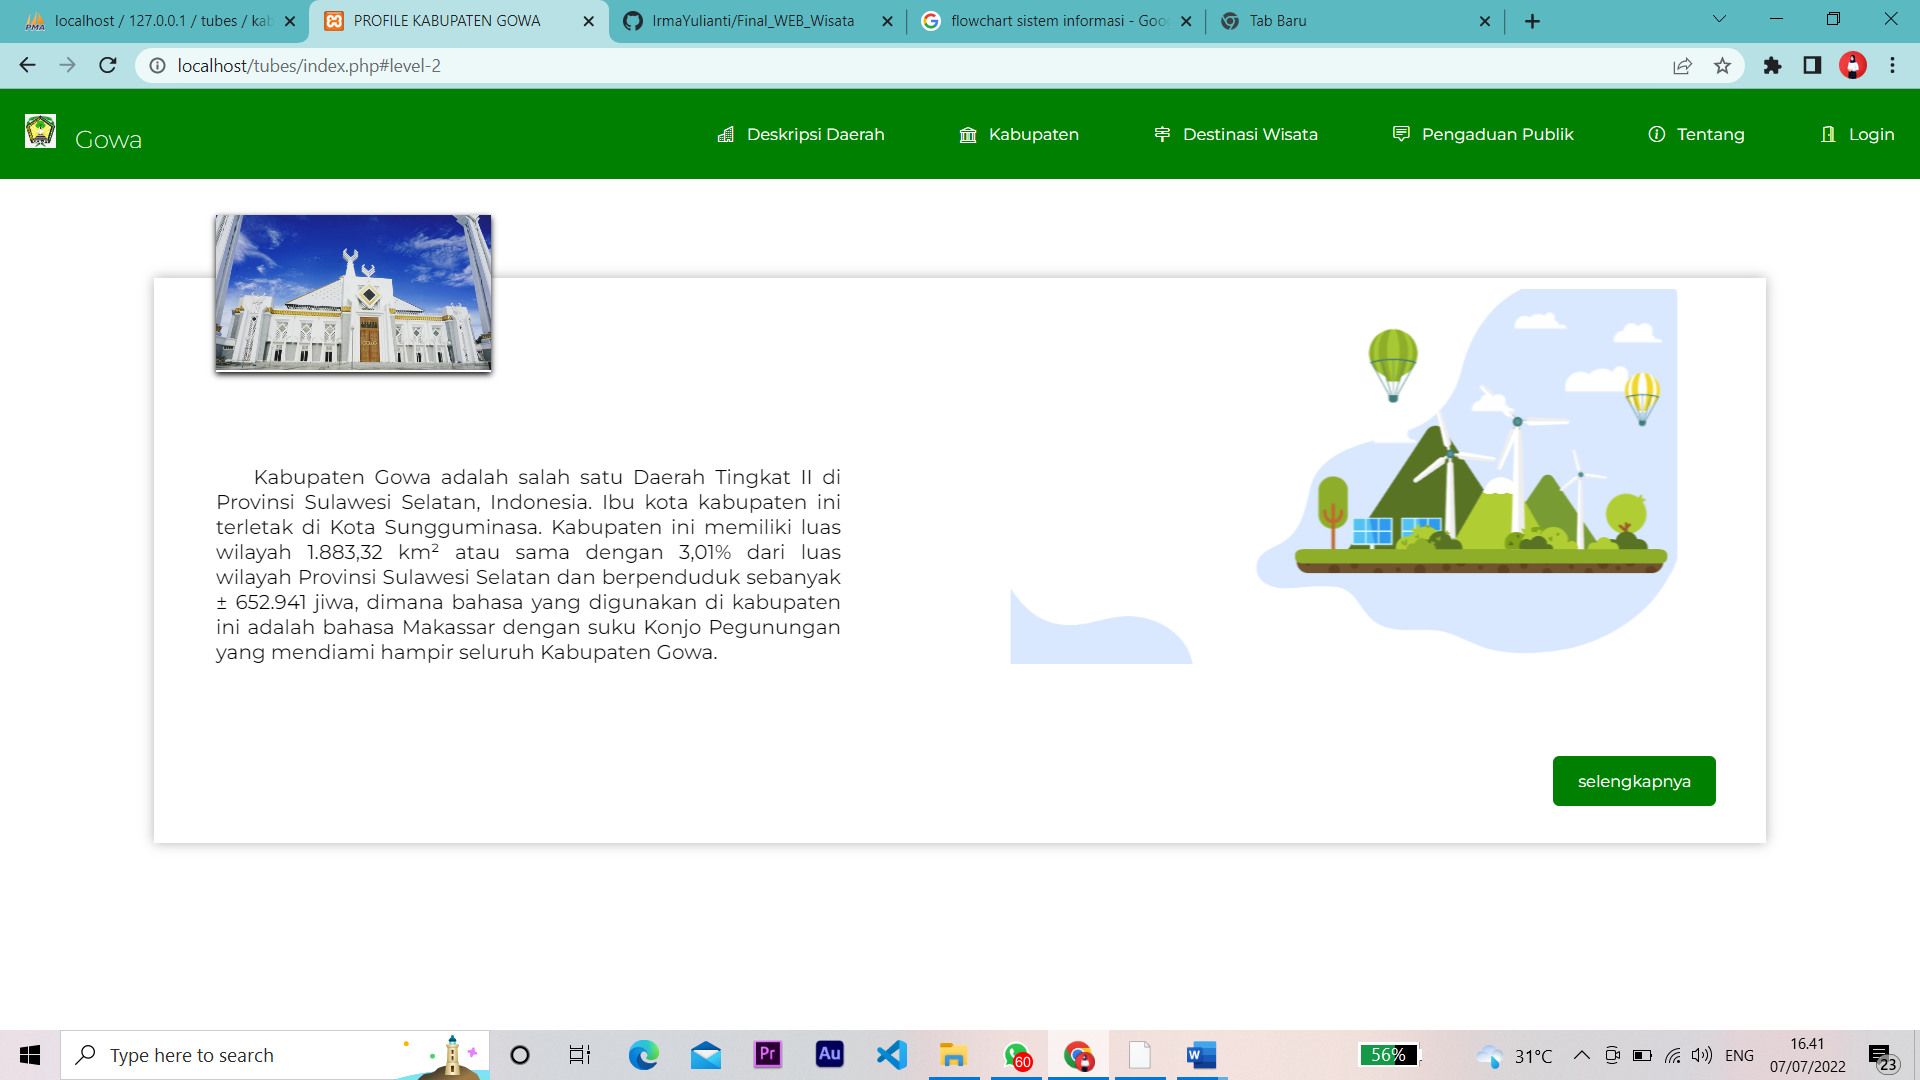 localhost / 127.0.0.1 / tubes / kab
PROFILE KABUPATEN GOWA
IrmaYulianti/Final_WEB_Wisata
flowchart sistem informasi - Goog
Tab Baru
localhost/tubes/index.php#level-2
Gowa
Deskripsi Daerah
Kabupaten
Destinasi Wisata
Pengaduan Publik
Tentang
Login
Kabupaten Gowa adalah salah satu Daerah Tingkat II di
Provinsi Sulawesi Selatan, Indonesia. Ibu kota kabupaten ini
terletak di Kota Sungguminasa. Kabupaten ini memiliki luas
wilayah 1.883,32 km² atau sama dengan 3,01% dari luas
wilayah Provinsi Sulawesi Selatan dan berpenduduk sebanyak
± 652.941 jiwa, dimana bahasa yang digunakan di kabupaten
ini adalah bahasa Makassar dengan suku Konjo Pegunungan
yang mendiami hampir seluruh Kabupaten Gowa.
selengkapnya
Type here to search
Pr
Au
60
W
56%
31°C
ENG
16.41
07/07/2022
23